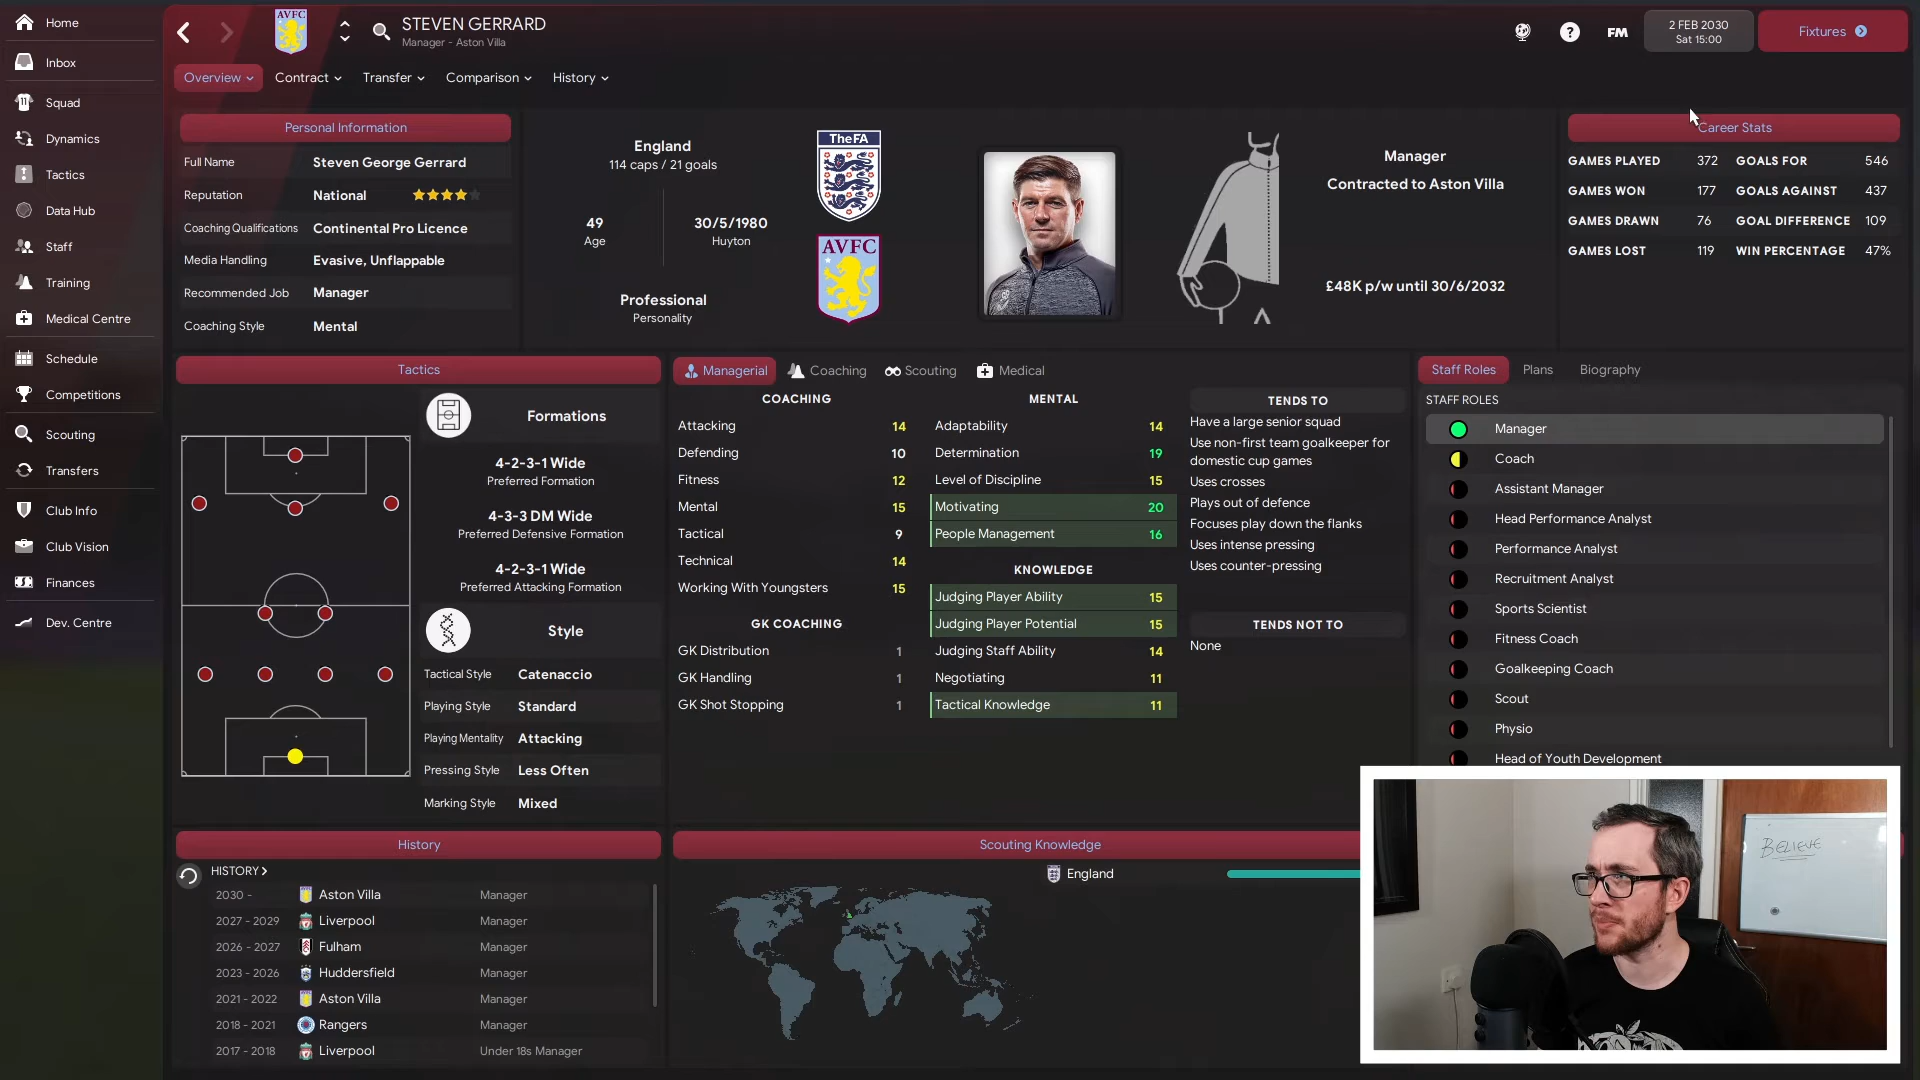 Home
Inbox
Squad
Dynamics
Tactics
Data Hub
Staff
Training
Medical Centre
Schedule
Competitions
Scouting
Transfers
Club Info
Club Vision
Finances
Dev. Centre
AVFC
STEVEN GERRARD
Manager - Aston Villa
?
FM
2 FEB 2030
Sat 15:00
Fixtures
Overview
Contract
Transfer
Comparison
History
Personal Information
Full Name Steven George Gerrard
Reputation National
Coaching Qualifications Continental Pro Licence
Media Handling Evasive, Unflappable
Recommended Job Manager
Coaching Style Mental
England
114 caps / 21 goals
49
Age
30/5/1980
Huyton
Professional
Personality
The FA
AVFC
Manager
Contracted to Aston Villa
£48K p/w until 30/6/2032
Career Stats
GAMES PLAYED 372 GOALS FOR 546
GAMES WON 177 GOALS AGAINST 437
GAMES DRAWN 76 GOAL DIFFERENCE 109
GAMES LOST 119 WIN PERCENTAGE 47%
Tactics
Formations
4-2-3-1 Wide
Preferred Formation
4-3-3 DM Wide
Preferred Defensive Formation
4-2-3-1 Wide
Preferred Attacking Formation
Style
Tactical Style Catenaccio
Playing Style Standard
Playing Mentality Attacking
Pressing Style Less Often
Marking Style Mixed
Managerial
Coaching
Scouting
Medical
COACHING
Attacking 14
Defending 10
Fitness 12
Mental 15
Tactical 9
Technical 14
Working With Youngsters 15
GK COACHING
GK Distribution 1
GK Handling 1
GK Shot Stopping 1
MENTAL
Adaptability 14
Determination 19
Level of Discipline 15
Motivating 20
People Management 16
KNOWLEDGE
Judging Player Ability 15
Judging Player Potential 15
Judging Staff Ability 14
Negotiating 11
Tactical Knowledge 11
TENDS TO
Have a large senior squad
Use non-first team goalkeeper for
domestic cup games
Uses crosses
Plays out of defence
Focuses play down the flanks
Uses intense pressing
Uses counter-pressing
TENDS NOT TO
None
Staff Roles
Plans
Biography
STAFF ROLES
Manager
Coach
Assistant Manager
Head Performance Analyst
Performance Analyst
Recruitment Analyst
Sports Scientist
Fitness Coach
Goalkeeping Coach
Scout
Physio
Head of Youth Development
History
HISTORY
2030 - Aston Villa Manager
2027 - 2029 Liverpool Manager
2026 - 2027 Fulham Manager
2023 - 2026 Huddersfield Manager
2021 - 2022 Aston Villa Manager
2018 - 2021 Rangers Manager
2017 - 2018 Liverpool Under 18s Manager
Scouting Knowledge
England
BELIEVE